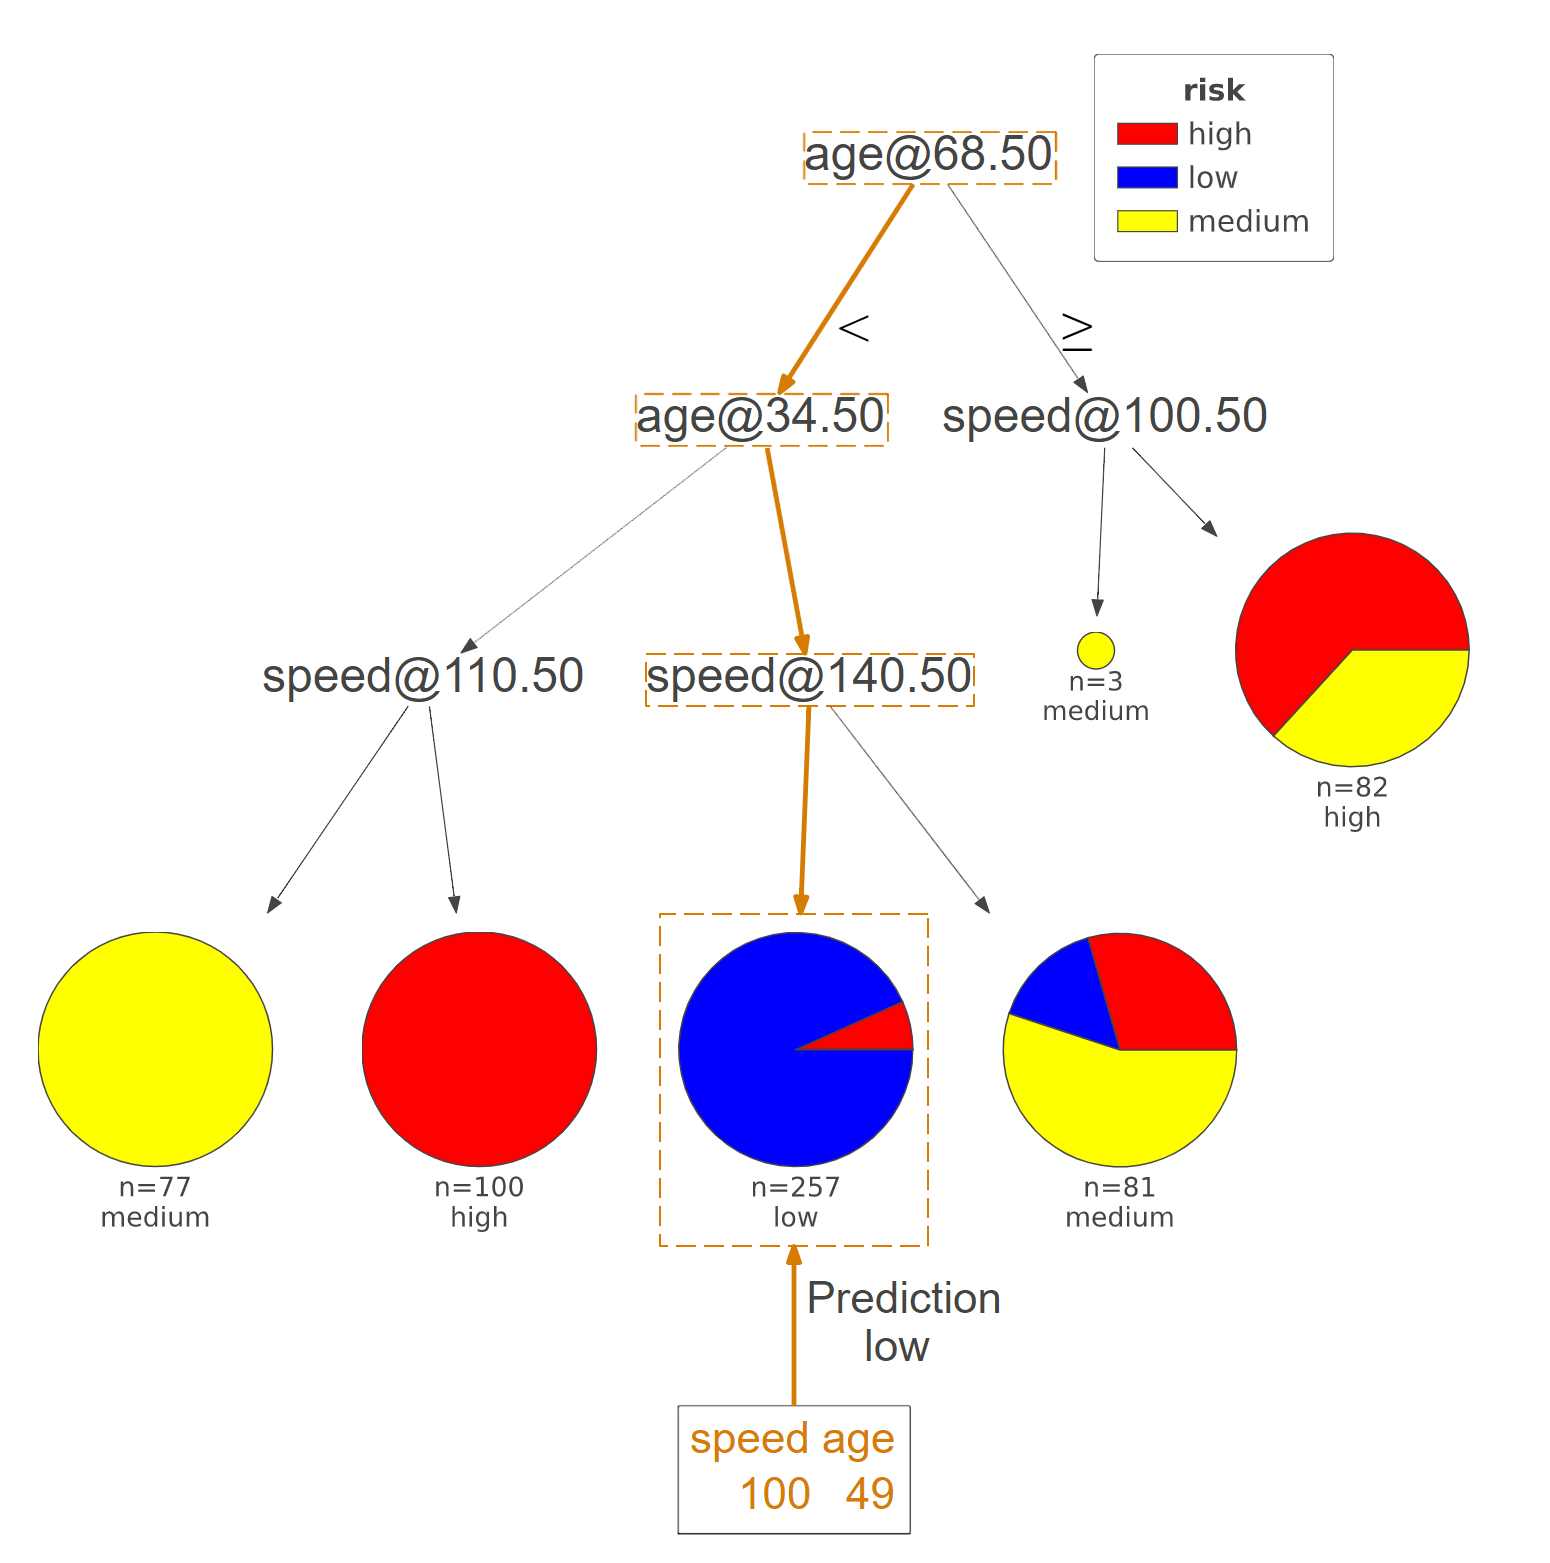 risk
high
low
medium
age@68.50
<
≥
age@34.50
speed@100.50
speed@110.50
speed@140.50
n=3
medium
n=82
high
n=77
medium
n=100
high
n=257
low
n=81
medium
Prediction
low
speed age
100 49